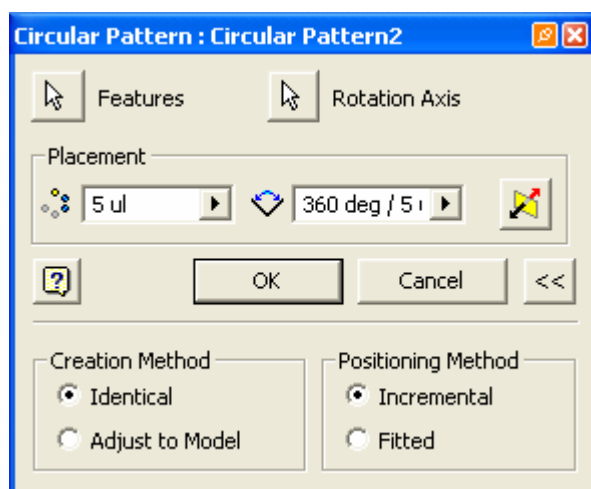 Circular Pattern : Circular Pattern2
Features Rotation Axis
Placement
5 ul 360 deg / 5
OK Cancel <<
Creation Method Positioning Method
Identical Incremental
Adjust to Model Fitted